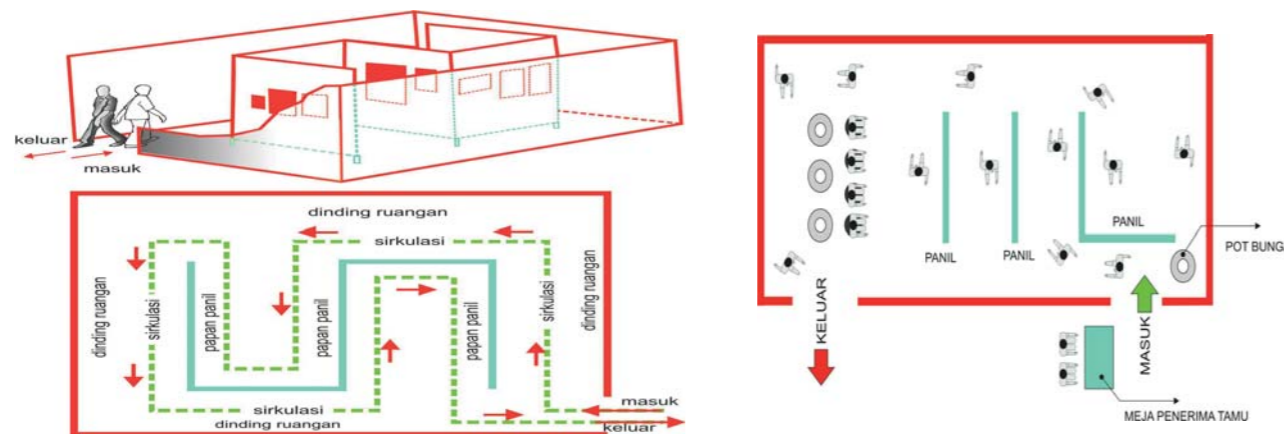 keluar
masuk
dinding ruangan
sirkulasi
dinding ruangan
sirkulasi
papan panil
papan panil
papan panil
sirkulasi
dinding ruangan
sirkulasi
dinding ruangan
masuk
keluar
PANIL
PANIL
PANIL
POT BUNG
KELUAR
MASUK
MEJA PENERIMA TAMU